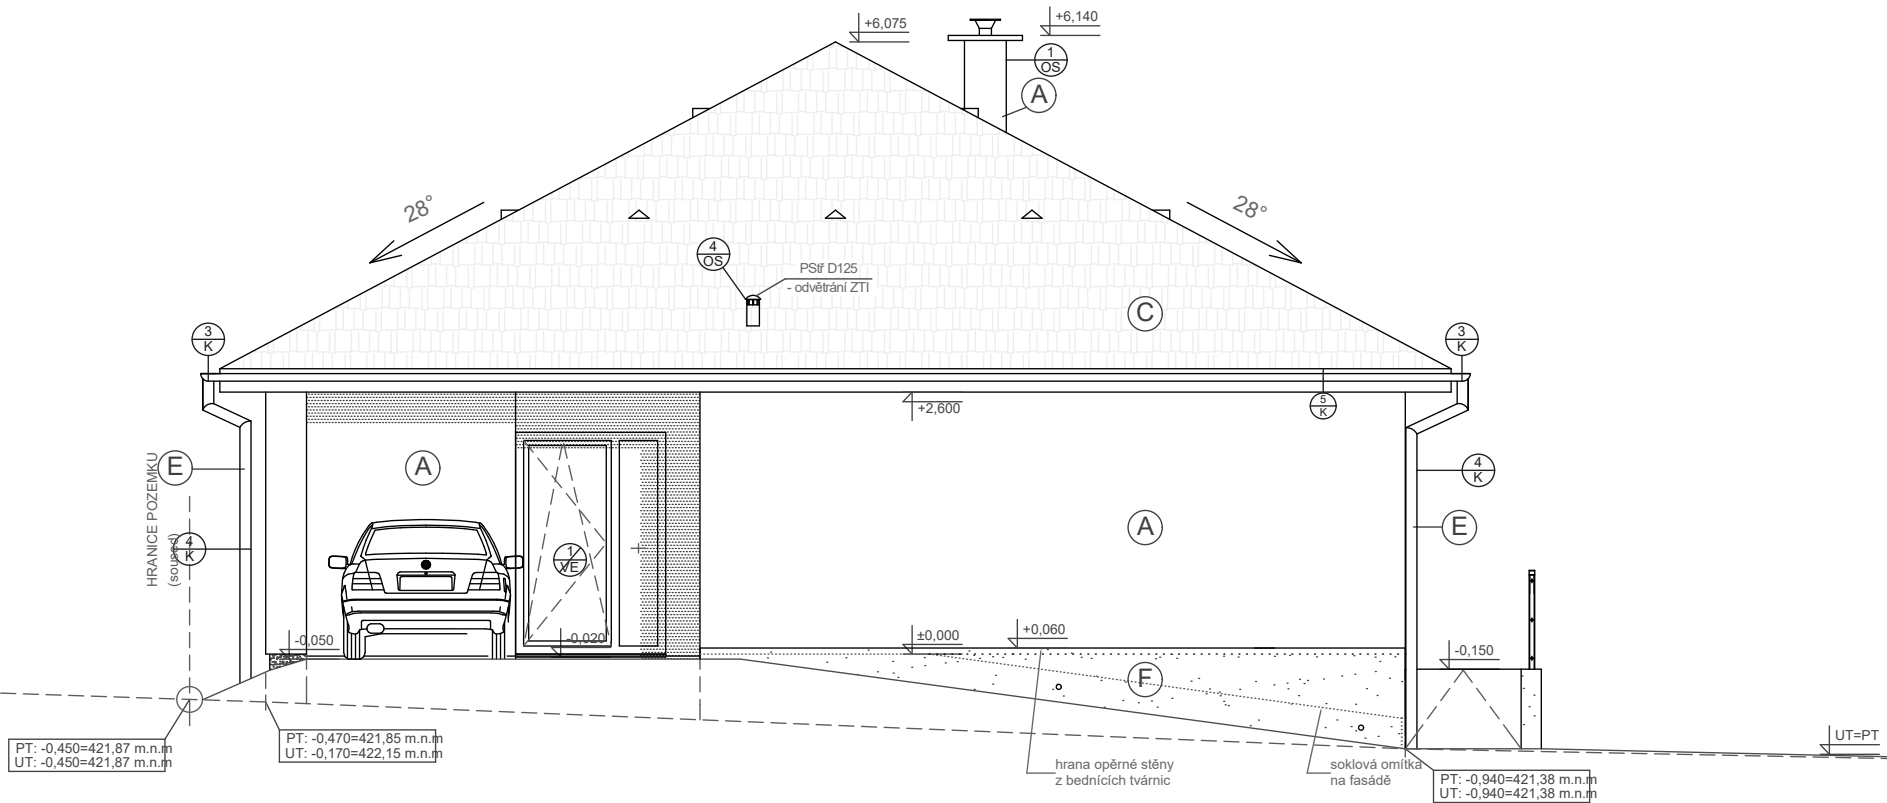 +6,075
+6,140
1
OS
A
28°
28°
4
OS
PStř D125
- odvětrání ZTI
C
3
K
3
K
+2,600
5
K
HRANICE POZEMKU
(soused)
E
A
4
K
4
K
1
VE
A
E
-0,050
-0,020
±0,000
+0,060
-0,150
F
PT: -0,450=421,87 m.n.m
UT: -0,450=421,87 m.n.m
PT: -0,470=421,85 m.n.m
UT: -0,170=422,15 m.n.m
hrana opěrné stěny
z bednících tvárnic
soklová omítka
na fasádě
PT: -0,940=421,38 m.n.m
UT: -0,940=421,38 m.n.m
UT=PT